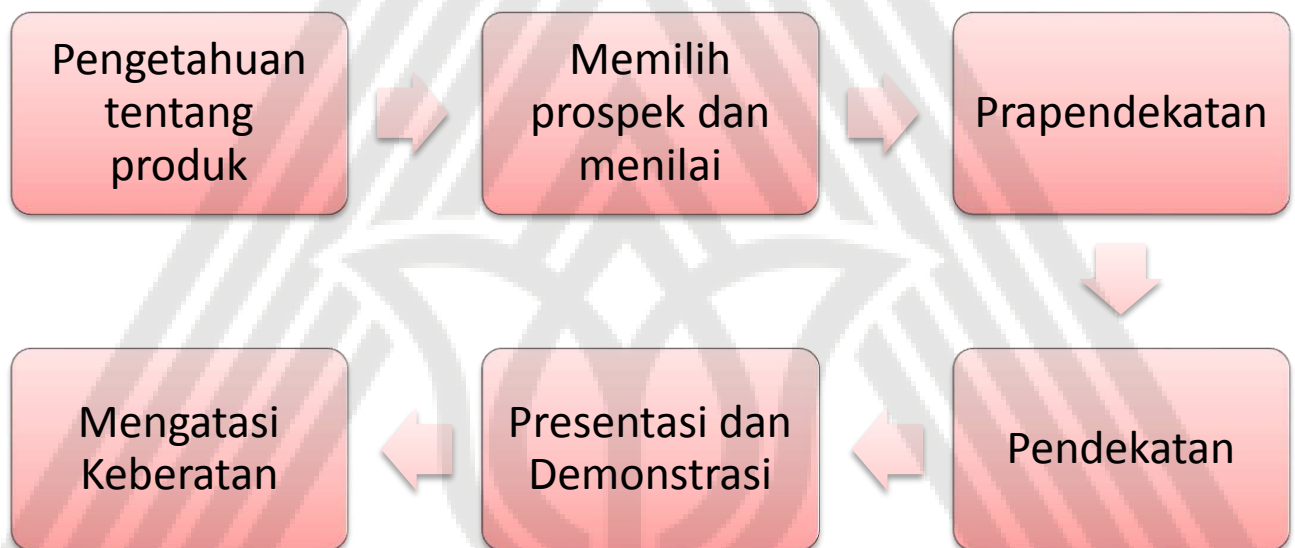 Pengetahuan
tentang
produk
Memilih
prospek dan
menilai
Prapendekatan
Pendekatan
Presentasi dan
Demonstrasi
Mengatasi
Keberatan